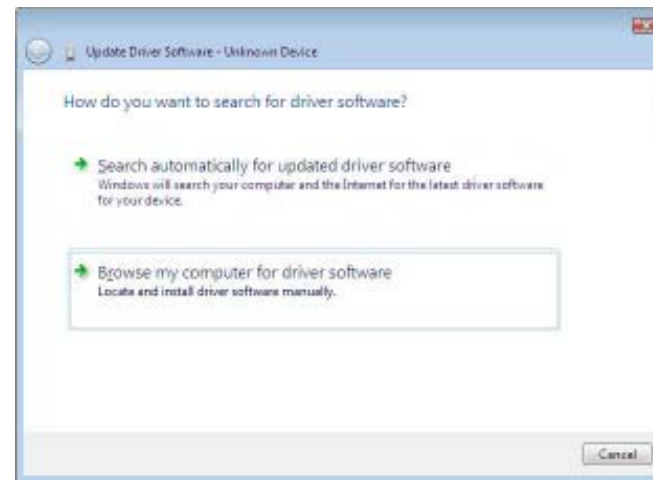 Update Driver Software - Unknown Device
How do you want to search for driver software?
Search automatically for updated driver software
Windows will search your computer and the Internet for the latest driver software
for your device.
Browse my computer for driver software
Locate and install driver software manually.
Cancel